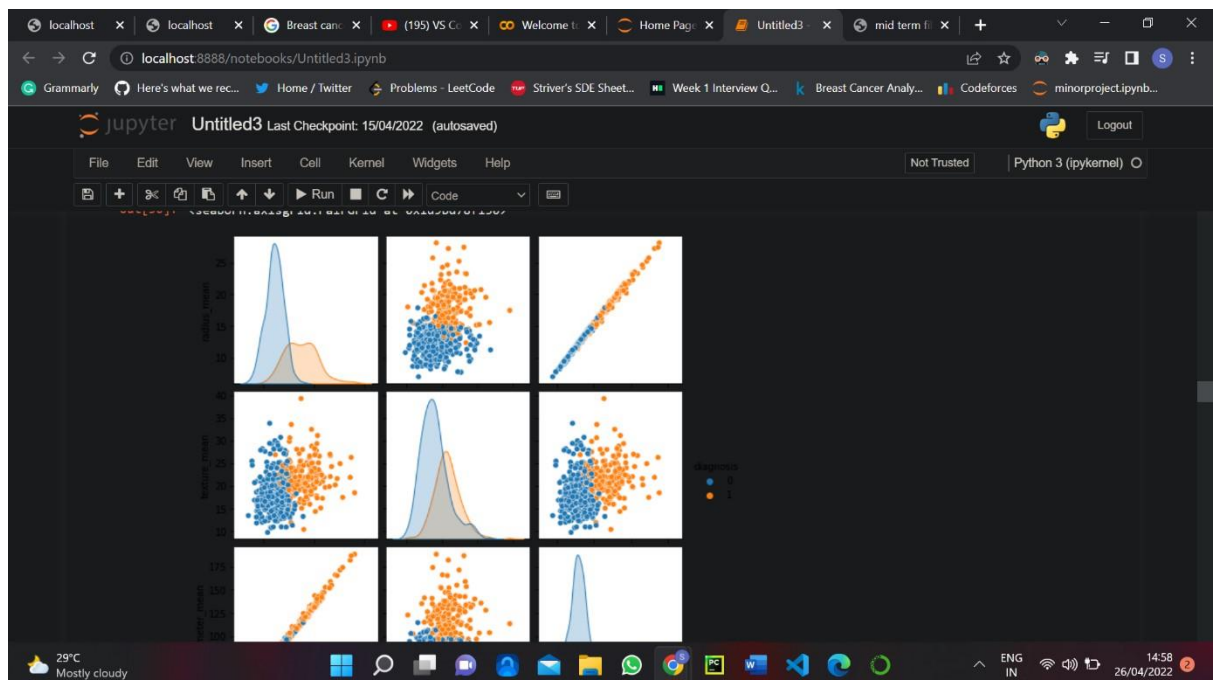 localhost
localhost
Breast canc
(195) VS Co
Welcome to
Home Page
Untitled3 -
mid term fil
localhost:8888/notebooks/Untitled3.ipynb
S
Grammarly
Here's what we rec...
Home / Twitter
Problems - LeetCode
Striver's SDE Sheet...
Week 1 Interview Q...
Breast Cancer Analy...
Codeforces
minorproject.ipynb...
jupyter Untitled3 Last Checkpoint: 15/04/2022 (autosaved)
Logout
File Edit View Insert Cell Kernel Widgets Help
Not Trusted
Python 3 (ipykernel)
Run
Code
25
20
15
10
radius_mean
40
35
30
25
20
15
10
texture_mean
diagnosis
0
1
175
150
125
100
29°C
Mostly cloudy
ENG
IN
14:58
26/04/2022
2